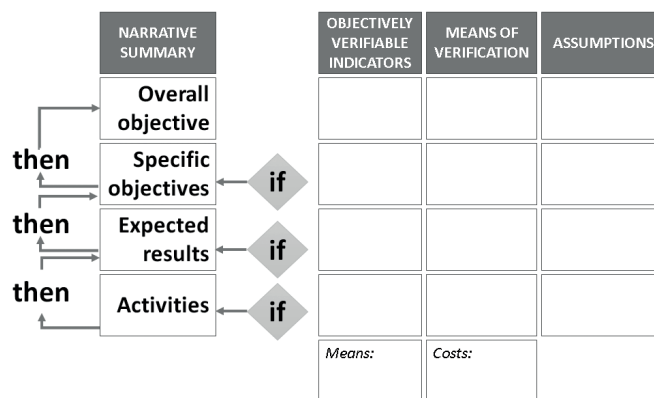 NARRATIVE
SUMMARY
OBJECTIVELY
VERIFIABLE
INDICATORS
MEANS OF
VERIFICATION
ASSUMPTIONS
Overall
objective
then
Specific
objectives
if
then
Expected
results
if
then
Activities
if
Means:
Costs: